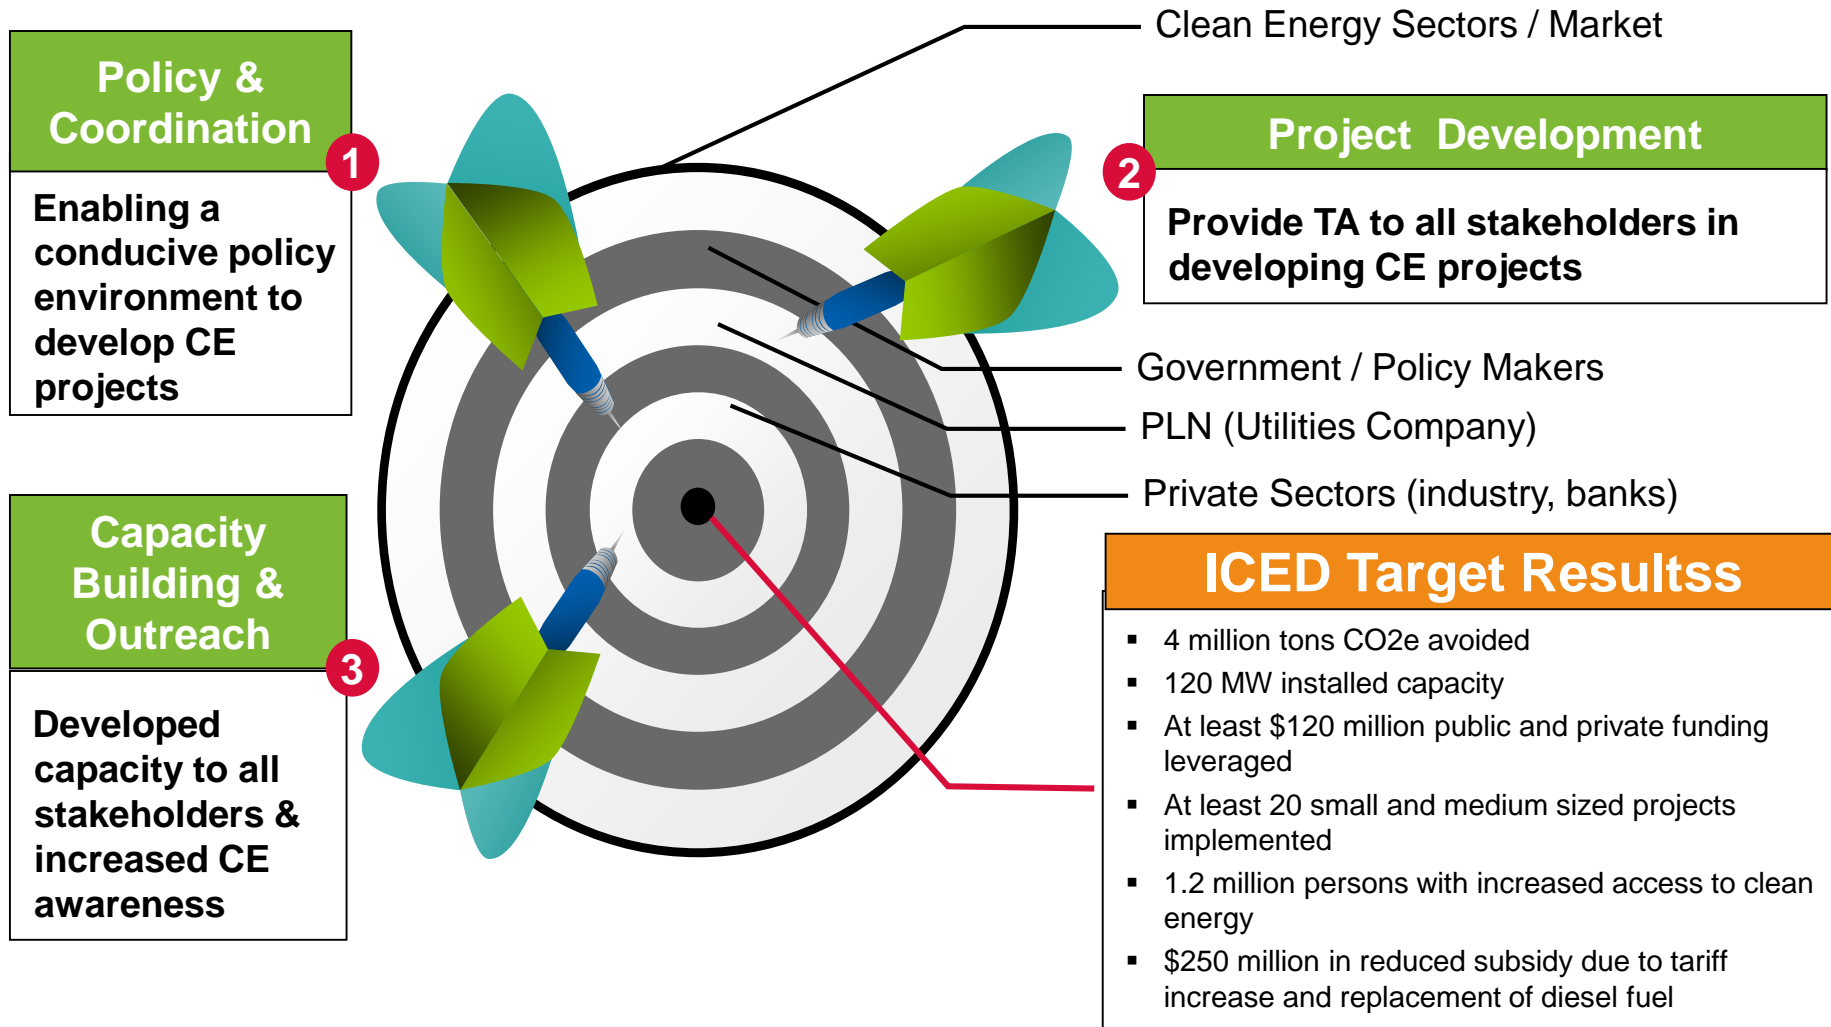 Clean Energy Sectors / Market
Policy &
Coordination
1
Enabling a
conducive policy
environment to
develop CE
projects
Project Development
2
Provide TA to all stakeholders in
developing CE projects
Government / Policy Makers
PLN (Utilities Company)
Private Sectors (industry, banks)
Capacity
Building &
Outreach
3
Developed
capacity to all
stakeholders &
increased CE
awareness
ICED Target Resultss
▪ 4 million tons CO2e avoided
▪ 120 MW installed capacity
▪ At least $120 million public and private funding
leveraged
▪ At least 20 small and medium sized projects
implemented
▪ 1.2 million persons with increased access to clean
energy
▪ $250 million in reduced subsidy due to tariff
increase and replacement of diesel fuel